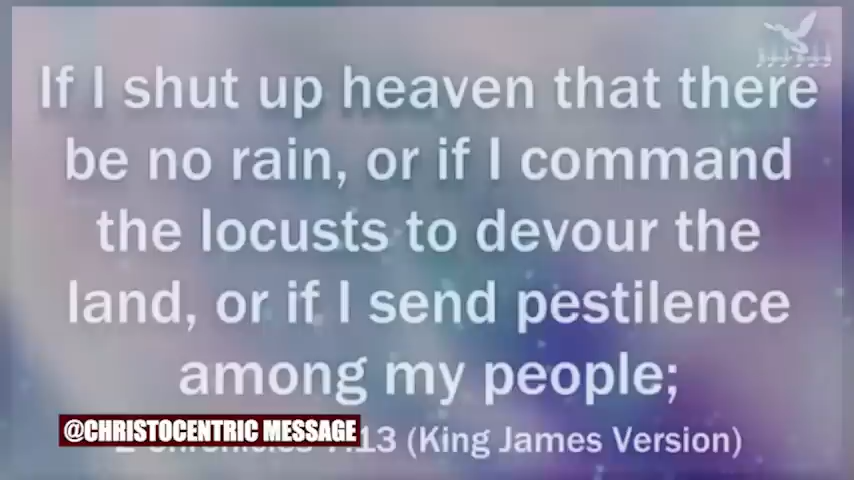 If I shut up heaven that there
be no rain, or if I command
the locusts to devour the
land, or if I send pestilence
among my people;
@CHRISTOCENTRIC MESSAGE
13 (King James Version)